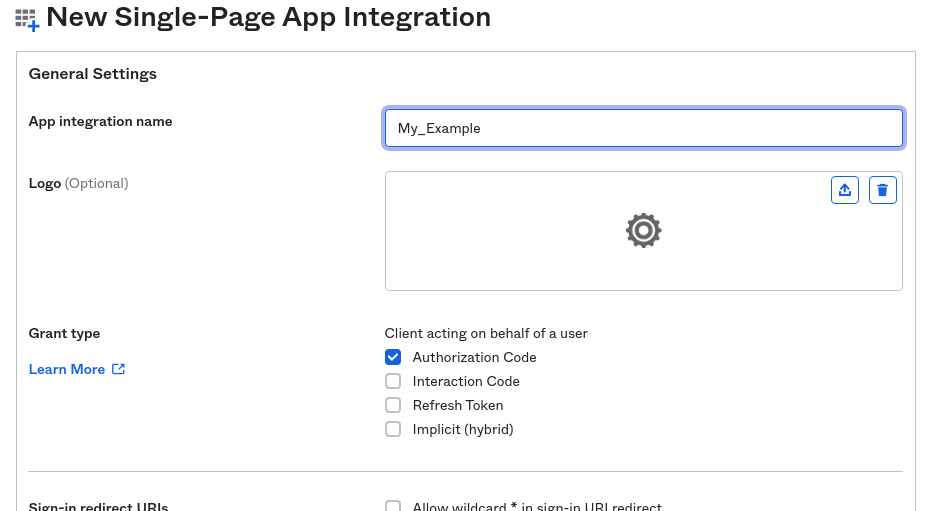 New Single-Page App Integration
General Settings
App integration name
My_Example
Logo (Optional)
Grant type
Client acting on behalf of a user
Learn More
Authorization Code
Interaction Code
Refresh Token
Implicit (hybrid)
Sign-in redirect URIs
Allow wildcard * in sign-in URI redirect.